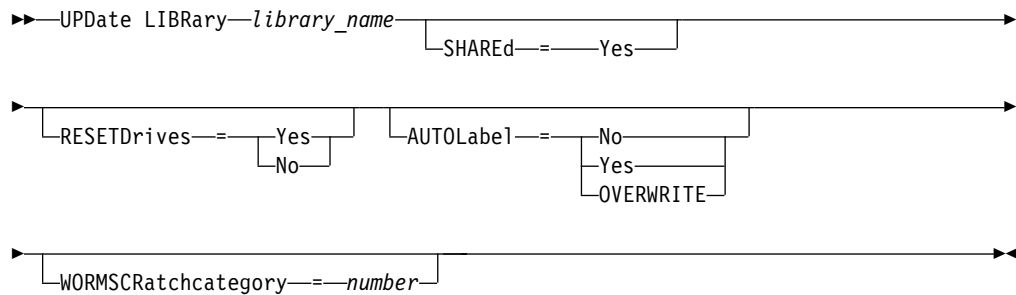 UPDate LIBRary library_name
SHAREd = Yes
RESETDrives = Yes AUTOLabel = No
No Yes
OVERWRITE
WORMSCRatchcategory = number